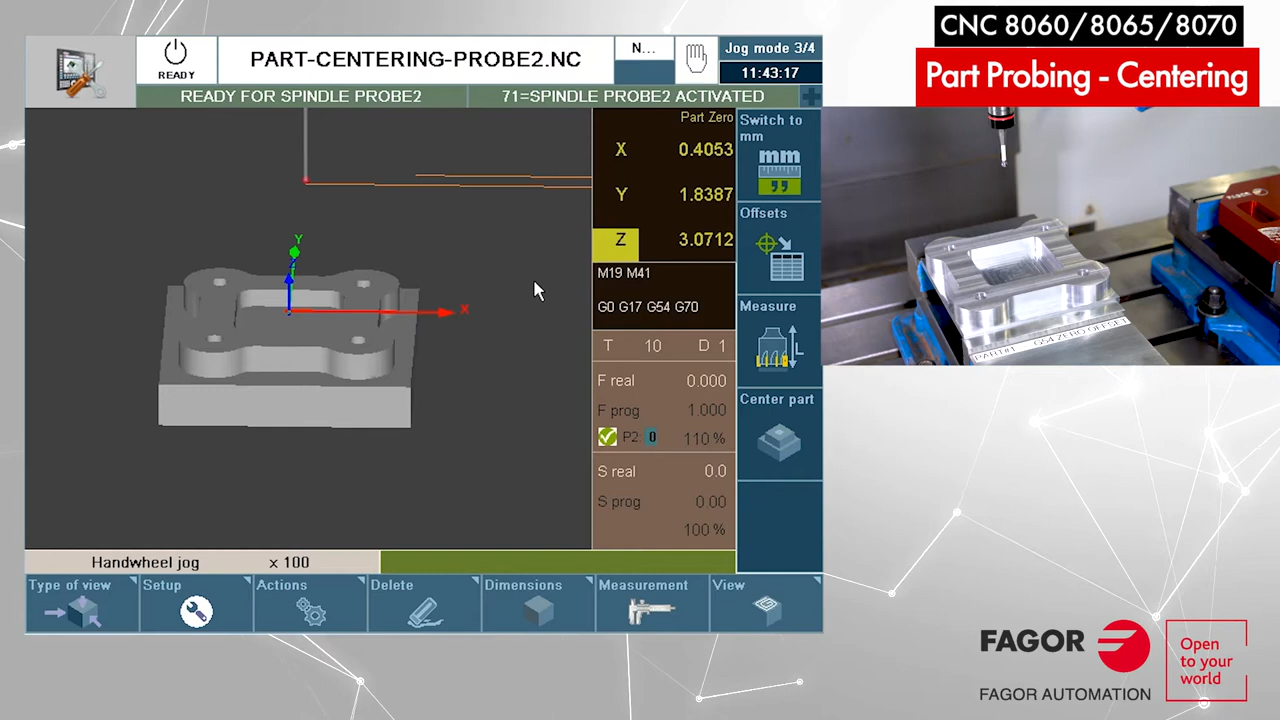 CNC 8060/8065/8070
Part Probing - Centering
READY
PART-CENTERING-PROBE2.NC
N...
Jog mode 3/4
11:43:17
READY FOR SPINDLE PROBE2
71=SPINDLE PROBE2 ACTIVATED
Part Zero
X 0.4053
Y 1.8387
Z 3.0712
M19 M41
G0 G17 G54 G70
T 10 D 1
F real 0.000
F prog 1.000
P2: 0 110 %
S real 0.0
S prog 0.00
100 %
Switch to
mm
mm
Offsets
Measure
L
Center part
Y
X
Handwheel jog x 100
Type of view
Setup
Actions
Delete
Dimensions
Measurement
View
G54 ZERO OFFSET
FAGOR
FAGOR AUTOMATION
Open
to your
world